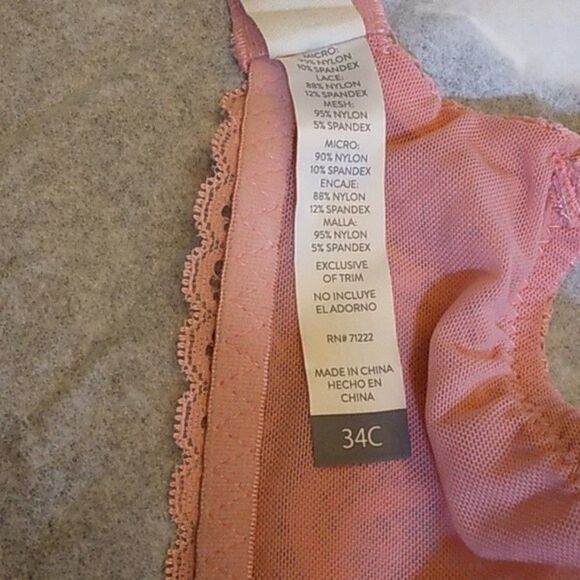 MICRO:
90% NYLON
10% SPANDEX
LACE:
88% NYLON
12% SPANDEX
MESH:
95% NYLON
5% SPANDEX
MICRO:
90% NYLON
10% SPANDEX
ENCAJE:
88% NYLON
12% SPANDEX
MALLA:
95% NYLON
5% SPANDEX
EXCLUSIVE
OF TRIM
NO INCLUYE
EL ADORNO
RN# 71222
MADE IN CHINA
HECHO EN
CHINA
34C